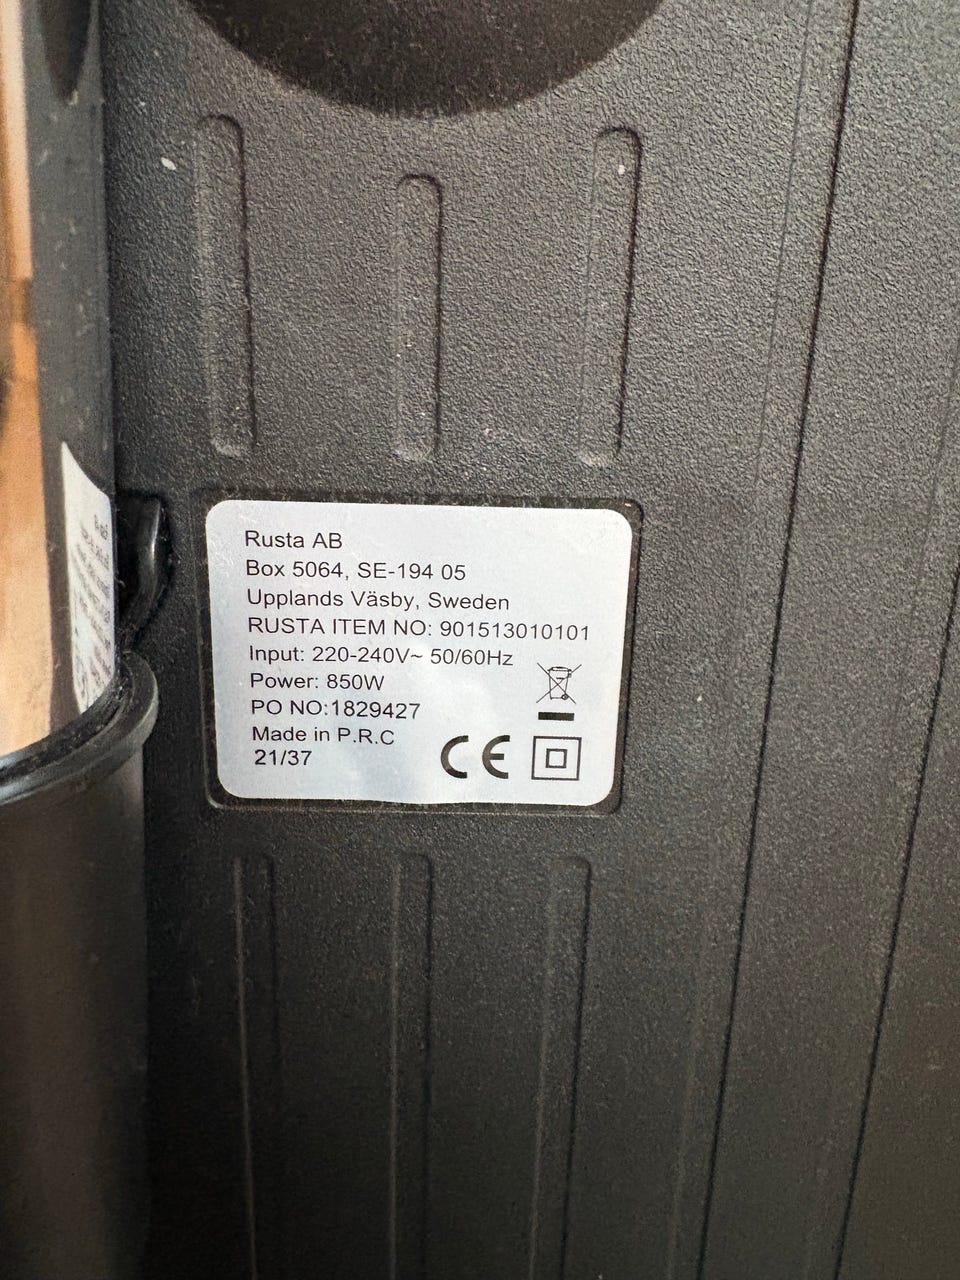 Rusta AB
Box 5064, SE-194 05
Upplands Väsby, Sweden
RUSTA ITEM NO: 901513010101
Input: 220-240V~ 50/60Hz
Power: 850W
PO NO:1829427
Made in P.R.C
21/37
CE